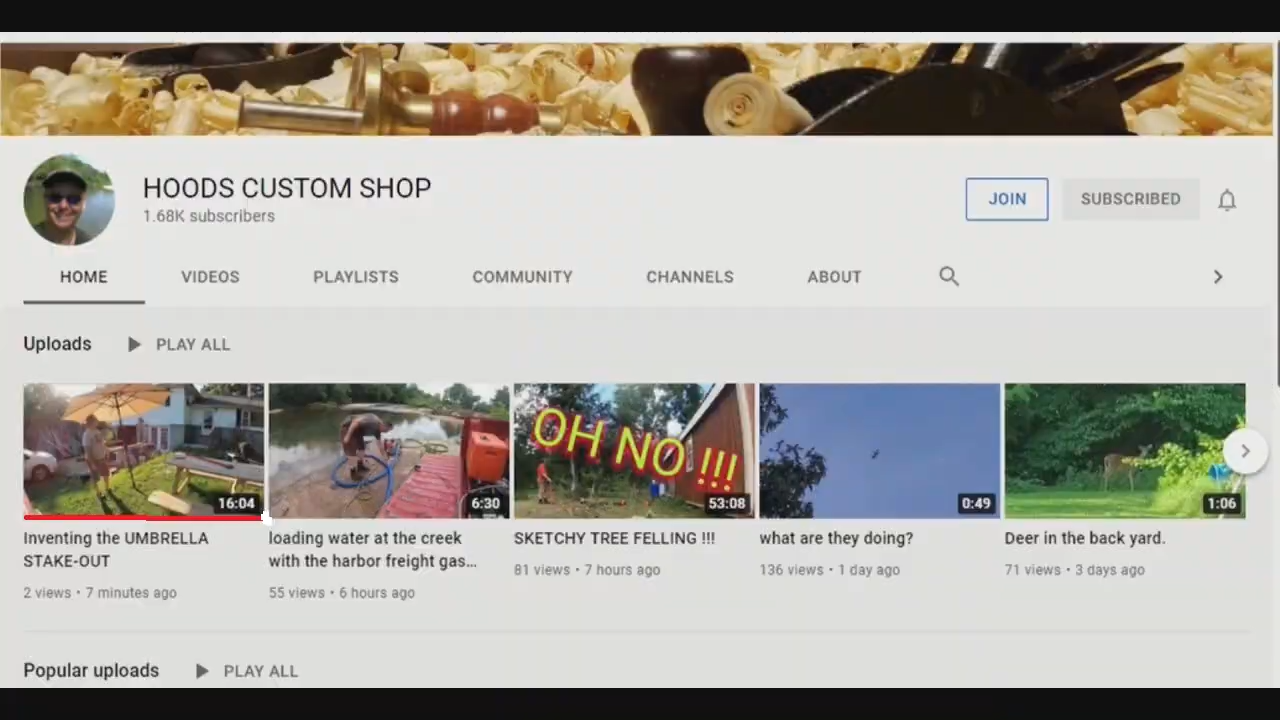 HOODS CUSTOM SHOP
1.68K subscribers
JOIN
SUBSCRIBED
HOME
VIDEOS
PLAYLISTS
COMMUNITY
CHANNELS
ABOUT
Uploads
PLAY ALL
16:04
6:30
OH NO !!!
53:08
0:49
1:06
Inventing the UMBRELLA
STAKE-OUT
2 views • 7 minutes ago
loading water at the creek
with the harbor freight gas...
55 views • 6 hours ago
SKETCHY TREE FELLING !!!
81 views • 7 hours ago
what are they doing?
136 views • 1 day ago
Deer in the back yard.
71 views • 3 days ago
Popular uploads
PLAY ALL